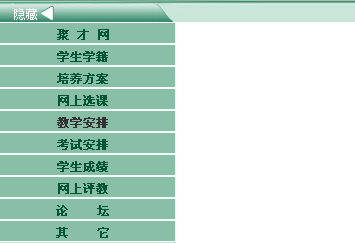 隐藏
聚 才 网
学生学籍
培养方案
网上选课
教学安排
考试安排
学生成绩
网上评教
论 坛
其 它